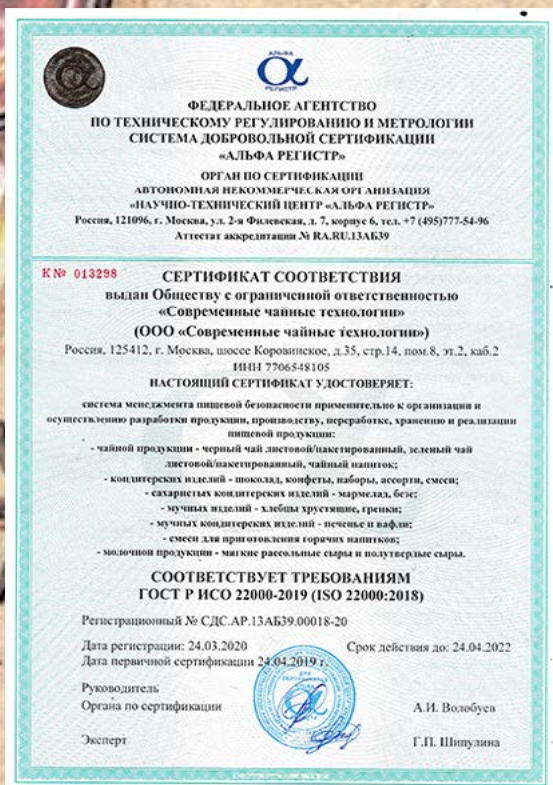 АЛЬФА
РЕГИСТР
ФЕДЕРАЛЬНОЕ АГЕНТСТВО
ПО ТЕХНИЧЕСКОМУ РЕГУЛИРОВАНИЮ И МЕТРОЛОГИИ
СИСТЕМА ДОБРОВОЛЬНОЙ СЕРТИФИКАЦИИ
«АЛЬФА РЕГИСТР»
ОРГАН ПО СЕРТИФИКАЦИИ
АВТОНОМНАЯ НЕКОММЕРЧЕСКАЯ ОРГАНИЗАЦИЯ
«НАУЧНО-ТЕХНИЧЕСКИЙ ЦЕНТР «АЛЬФА РЕГИСТР»
Россия, 121096, г. Москва, ул. 2-я Филевская, д. 7, корпус 6, тел. +7 (495)777-54-96
Аттестат аккредитации № RA.RU.13АБ39
К № 013298
СЕРТИФИКАТ СООТВЕТСТВИЯ
выдан Обществу с ограниченной ответственностью
«Современные чайные технологии»
(ООО «Современные чайные технологии»)
Россия, 125412, г. Москва, шоссе Коровинское, д.35, стр.14, пом.8, эт.2, каб.2
ИНН 7706548105
НАСТОЯЩИЙ СЕРТИФИКАТ УДОСТОВЕРЯЕТ:
система менеджмента пищевой безопасности применительно к организации и
осуществлению разработки продукции, производству, переработке, хранению и реализации
пищевой продукции:
- чайной продукции - черный чай листовой/пакетированный, зеленый чай
листовой/пакетированный, чайный напиток;
- кондитерских изделий - шоколад, конфеты, наборы, ассорти, смеси;
- сахаристых кондитерских изделий - мармелад, безе;
- мучных изделий - хлебцы хрустящие, гренки;
- мучных кондитерских изделий - печенье и вафли;
- смеси для приготовления горячих напитков;
- молочной продукции - мягкие рассольные сыры и полутвердые сыры.
СООТВЕТСТВУЕТ ТРЕБОВАНИЯМ
ГОСТ Р ИСО 22000-2019 (ISO 22000:2018)
Регистрационный № СДС.АР.13АБ39.00018-20
Дата регистрации: 24.03.2020 Срок действия до: 24.04.2022
Дата первичной сертификации 24.04.2019 г.
Руководитель
Органа по сертификации А.И. Волобуев
Эксперт Г.П. Шипулина